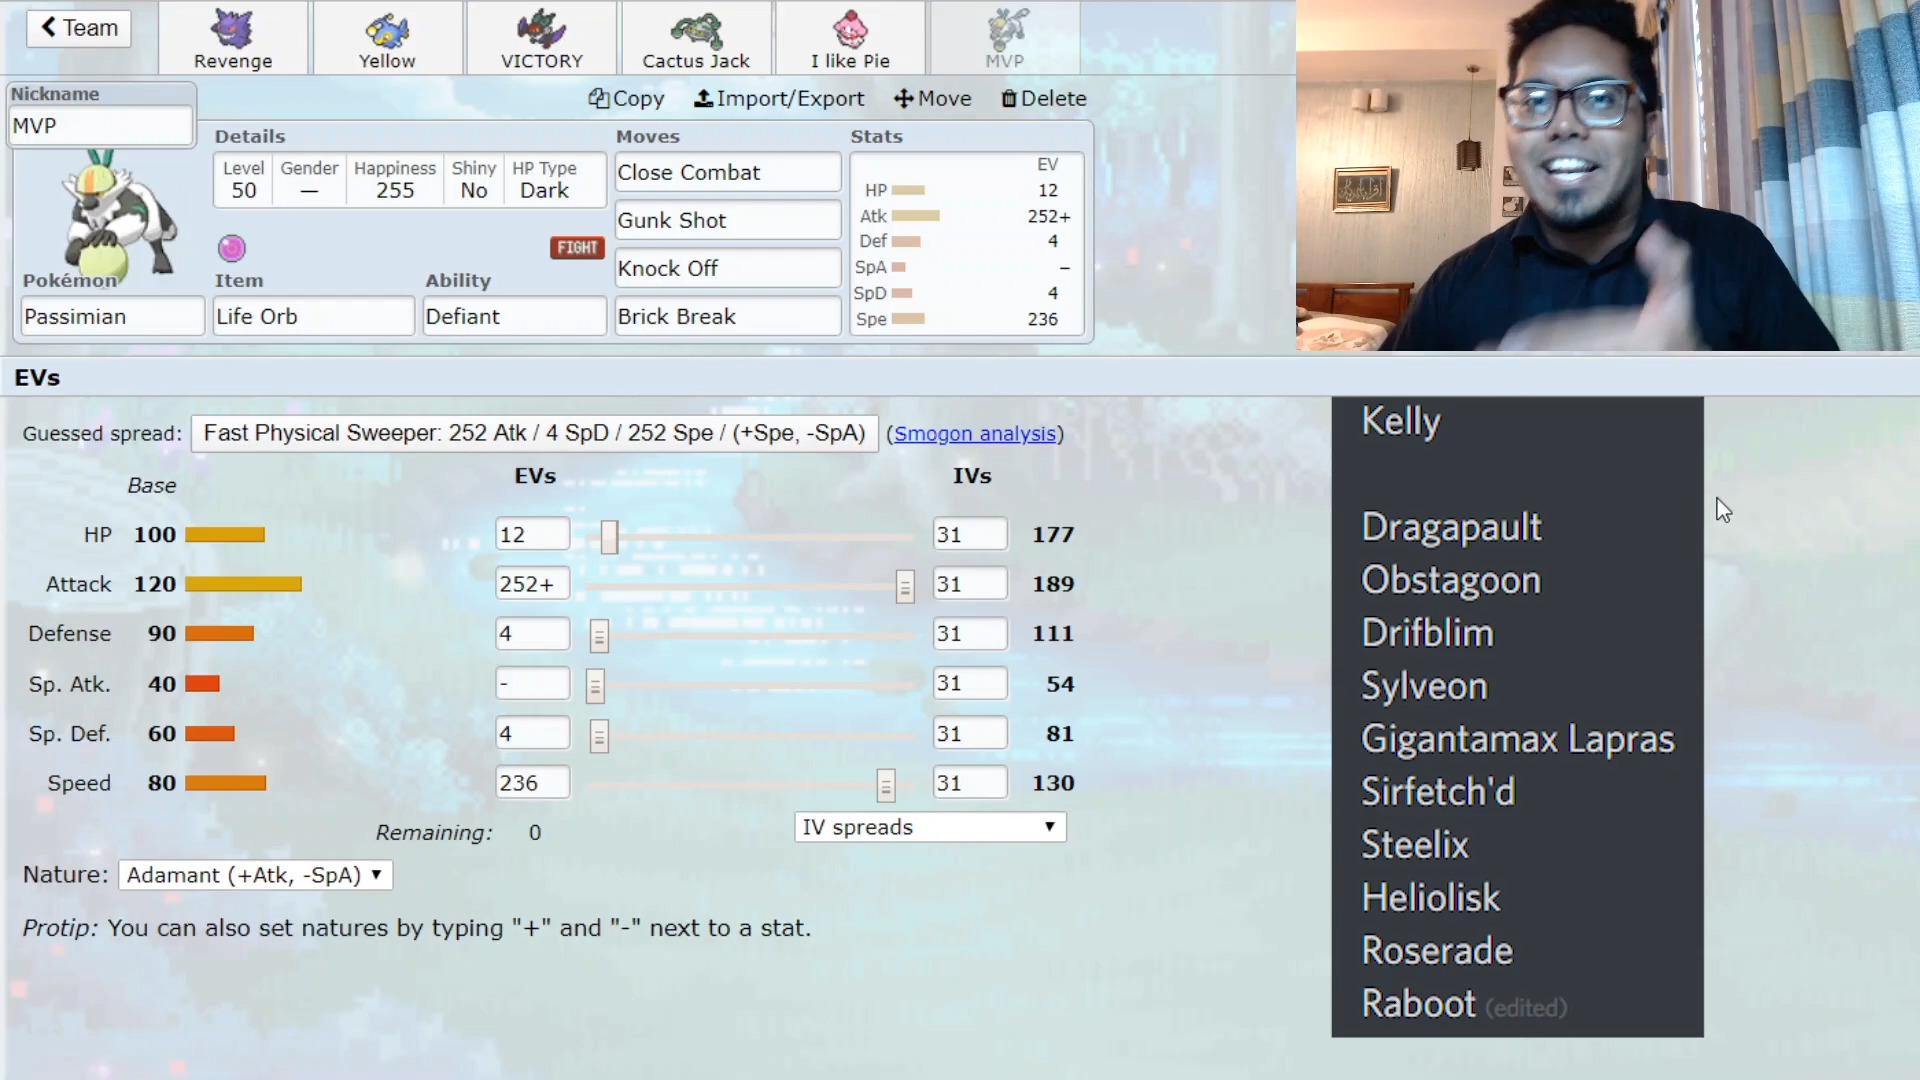 Team
Revenge
Yellow
VICTORY
Cactus Jack
I like Pie
MVP
Nickname
MVP
Copy
Import/Export
Move
Delete
Details
Level Gender Happiness Shiny HP Type
50 — 255 No Dark
FIGHT
Pokémon
Passimian
Item
Life Orb
Ability
Defiant
Moves
Close Combat
Gunk Shot
Knock Off
Brick Break
Stats
EV
HP 12
Atk 252+
Def 4
SpA –
SpD 4
Spe 236
EVs
Guessed spread: Fast Physical Sweeper: 252 Atk / 4 SpD / 252 Spe / (+Spe, -SpA) (Smogon analysis)
Base EVs IVs
HP 100 12 31 177
Attack 120 252+ 31 189
Defense 90 4 31 111
Sp. Atk. 40 - 31 54
Sp. Def. 60 4 31 81
Speed 80 236 31 130
Remaining: 0
IV spreads
Nature: Adamant (+Atk, -SpA)
Protip: You can also set natures by typing "+" and "-" next to a stat.
Kelly
Dragapault
Obstagoon
Drifblim
Sylveon
Gigantamax Lapras
Sirfetch'd
Steelix
Heliolisk
Roserade
Raboot (edited)